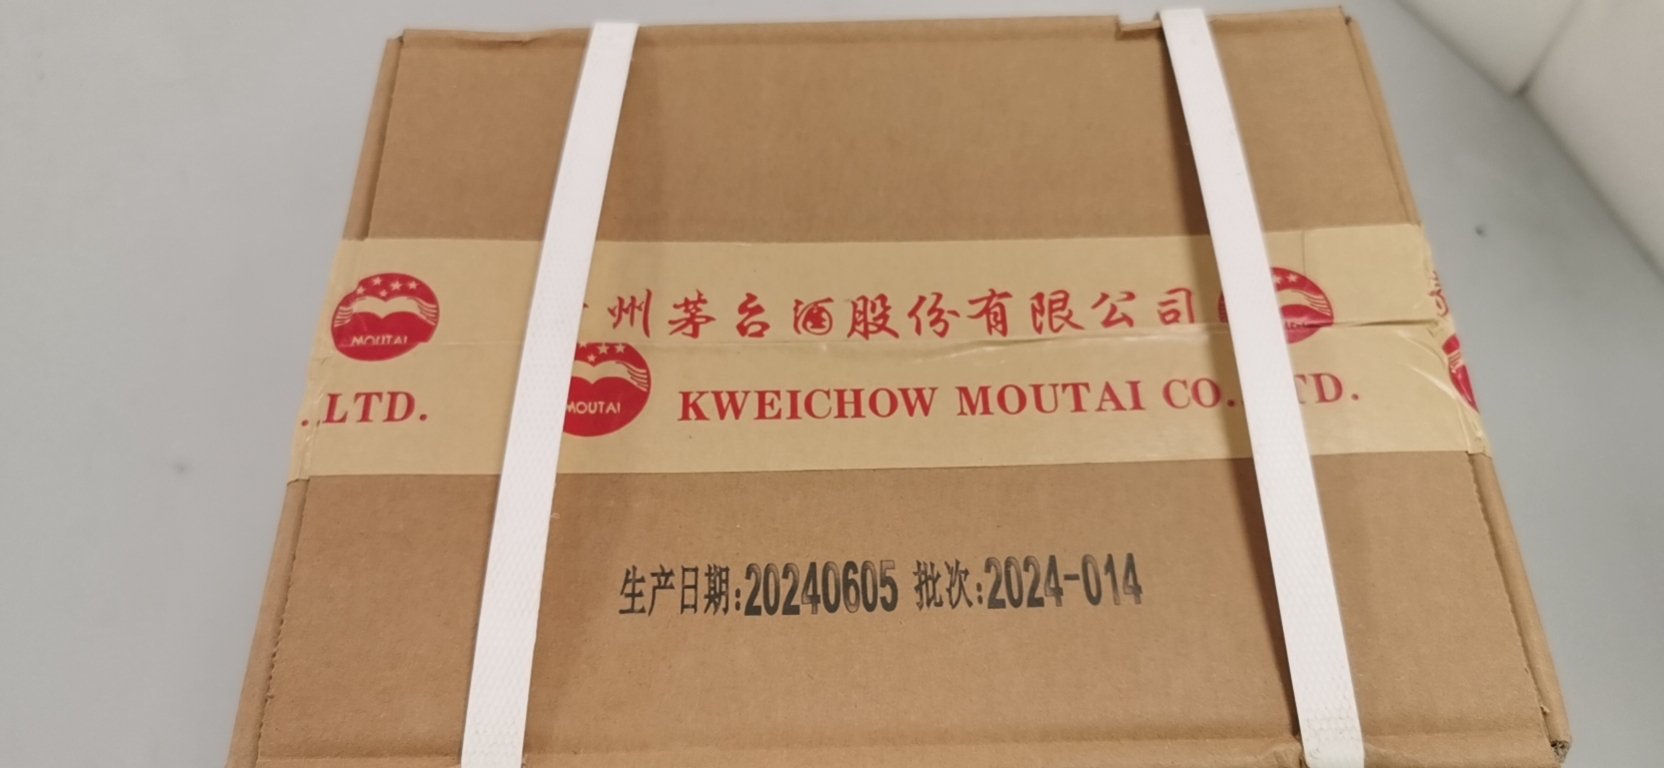 州茅台酒股份有限公司
MOUTAI
.LTD.
MOUTAI
KWEICHOW MOUTAI CO.
TD.
生产日期:20240605 批次:2024-014